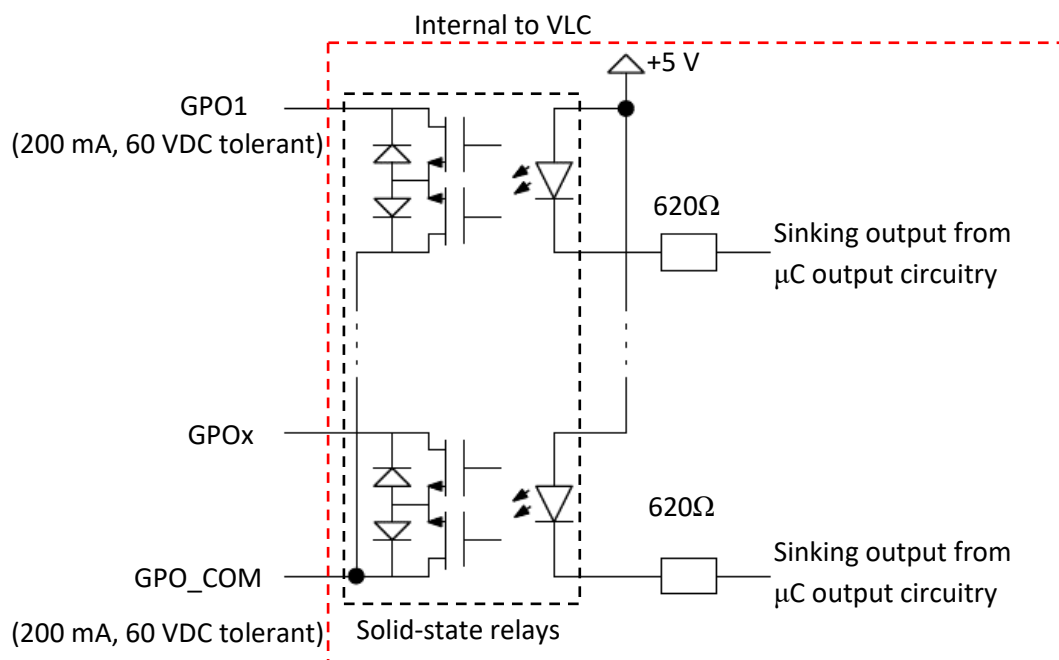 Internal to VLC
+5 V
GPO1
(200 mA, 60 VDC tolerant)
620Ω
Sinking output from
μC output circuitry
GPOx
620Ω
Sinking output from
μC output circuitry
GPO_COM
(200 mA, 60 VDC tolerant)
Solid-state relays